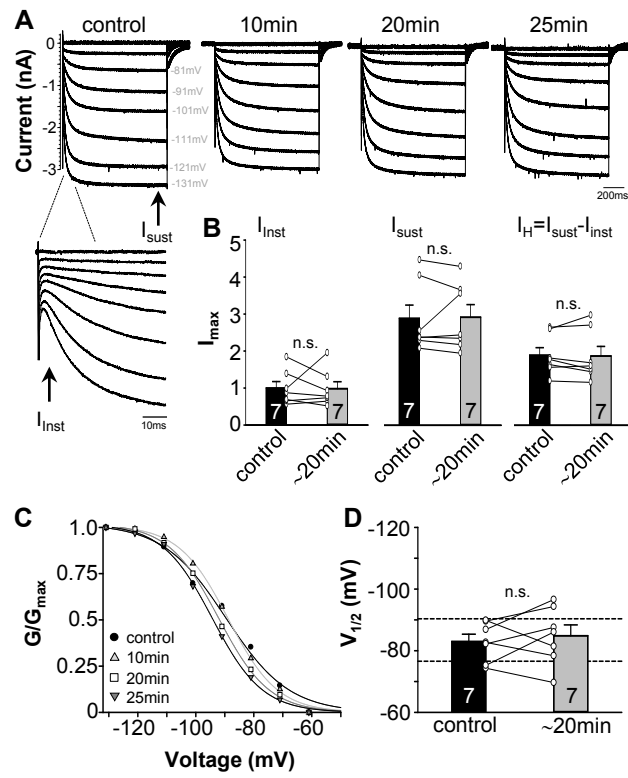 A
control
10min
20min
25min
Current (nA)
0
-1
-2
-3
-81mV
-91mV
-101mV
-111mV
-121mV
-131mV
Isust
200ms
IInst
10ms
B
IInst
Isust
IH=Isust-Iinst
Imax
5
4
3
2
1
0
n.s.
n.s.
n.s.
7
7
7
7
7
7
control
~20min
control
~20min
control
~20min
C
G/Gmax
1.0
0.75
0.5
0.25
0
control
10min
20min
25min
-120
-100
-80
-60
Voltage (mV)
D
V1/2 (mV)
-120
-100
-80
-60
n.s.
7
7
control
~20min